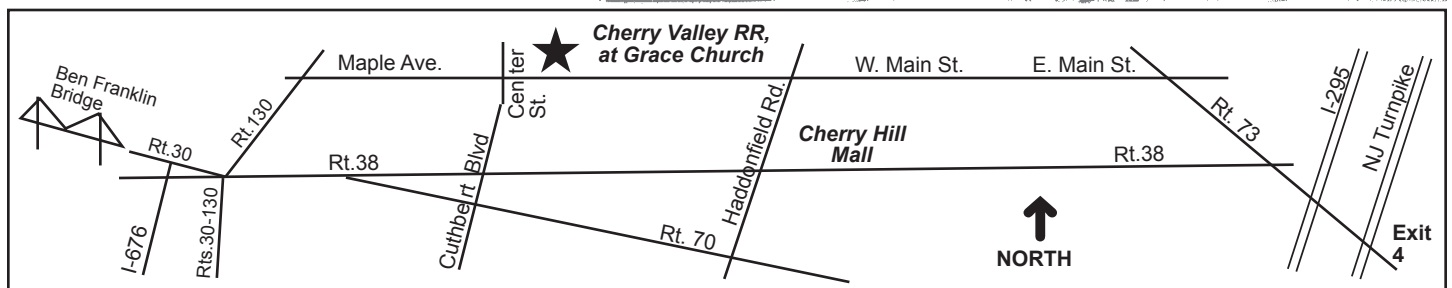 Cherry Valley RR,
at Grace Church
Maple Ave.
Center
St.
W. Main St.
E. Main St.
Ben Franklin
Bridge
Rt.130
Rt.30
Rt.38
Cuthbert Blvd
Haddonfield Rd.
Cherry Hill
Mall
Rt.38
Rt. 73
I-295
NJ Turnpike
I-676
Rts.30-130
Rt. 70
NORTH
Exit
4